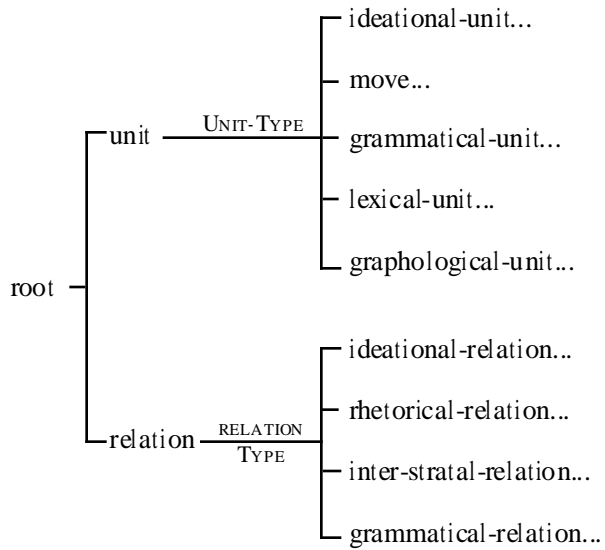 ideational-unit...
move...
unit
UNIT-TYPE
grammatical-unit...
lexical-unit...
graphological-unit...
root
ideational-relation...
rhetorical-relation...
relation
RELATION
TYPE
inter-stratal-relation...
grammatical-relation...